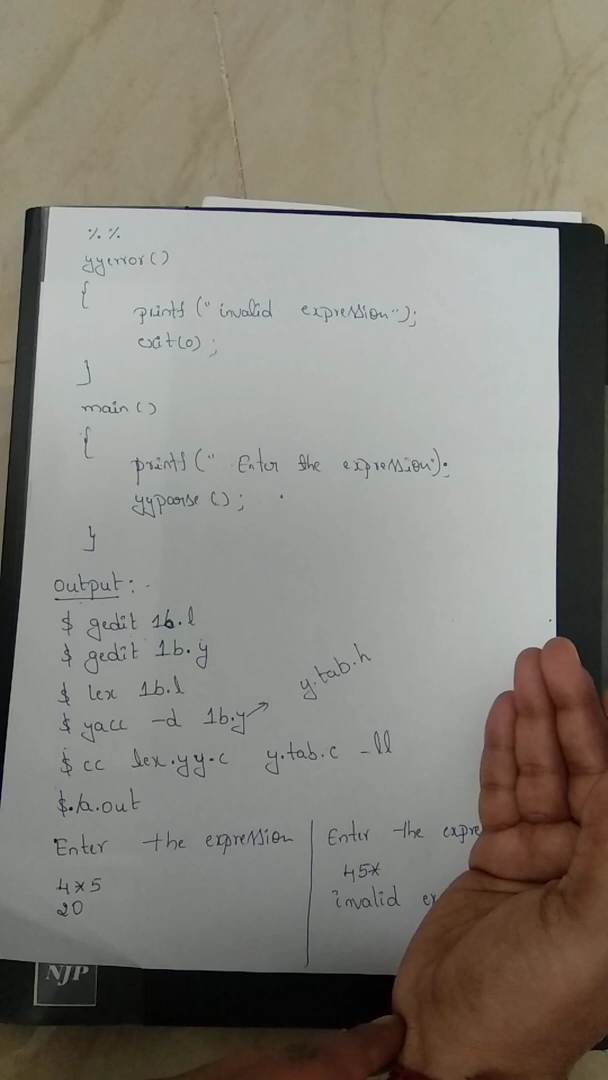 %%
yyerror()
{
printf (" invalid expression");
exit(0);
}
main()
{
printf (" Enter the expression);
yyparse ();
}
output:-
$ gedit 1b.l
$ gedit 1b.y
$ lex 1b.l
$ yacc -d 1b.y → y.tab.h
$ cc lex.yy.c y.tab.c -ll
$./a.out
Enter the expression
4*5
20
Enter the expre
45*
invalid ex
NJP